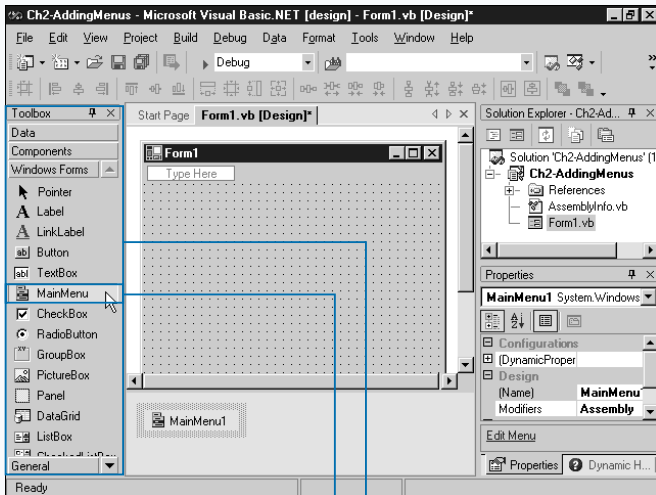 Ch2-AddingMenus - Microsoft Visual Basic.NET [design] - Form1.vb [Design]*
File Edit View Project Build Debug Data Format Tools Window Help
Debug
Toolbox
Start Page Form1.vb [Design]*
Solution Explorer - Ch2-Ad...
Data
Components
Windows Forms
Pointer
A Label
A LinkLabel
ab Button
abl TextBox
MainMenu
CheckBox
RadioButton
GroupBox
PictureBox
Panel
DataGrid
ListBox
CheckedListBox
General
Form1
Type Here
MainMenu1
Solution 'Ch2-AddingMenus' (1
Ch2-AddingMenus
References
AssemblyInfo.vb
Form1.vb
Properties
MainMenu1 System.Windows
Configurations
(DynamicProper
Design
(Name) MainMenu
Modifiers Assembly
Edit Menu
Properties Dynamic H...
Ready